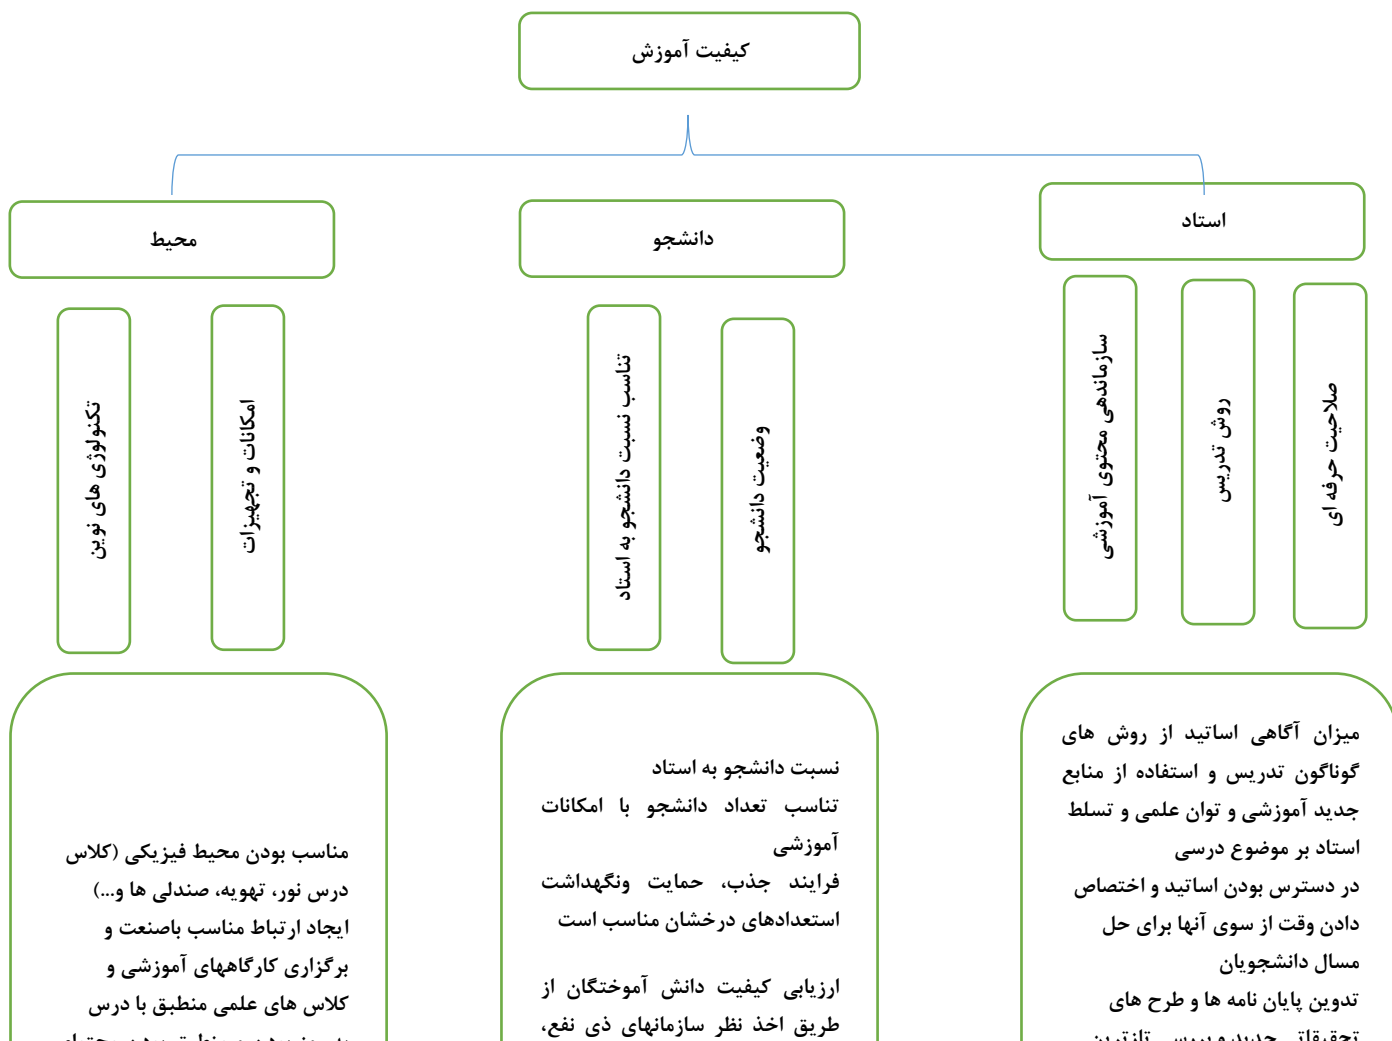 کیفیت آموزش
استاد
دانشجو
محیط
صلاحیت حرفه ای
روش تدریس
سازماندهی محتوی آموزشی
وضعیت دانشجو
تناسب نسبت دانشجو به استاد
امکانات و تجهیزات
تکنولوژی های نوین
میزان آگاهی اساتید از روش های
گوناگون تدریس و استفاده از منابع
جدید آموزشی و توان علمی و تسلط
استاد بر موضوع درسی
در دسترس بودن اساتید و اختصاص
دادن وقت از سوی آنها برای حل
مسال دانشجویان
تدوین پایان نامه ها و طرح های
تحقیقاتی جدید و بررسی تازترین
نسبت دانشجو به استاد
تناسب تعداد دانشجو با امکانات
آموزشی
فرایند جذب، حمایت ونگهداشت
استعدادهای درخشان مناسب است
ارزیابی کیفیت دانش آموختگان از
طریق اخذ نظر سازمانهای ذی نفع،
مناسب بودن محیط فیزیکی (کلاس
درس نور، تهویه، صندلی ها و...)
ایجاد ارتباط مناسب باصنعت و
برگزاری کارگاههای آموزشی و
کلاس های علمی منطبق با درس